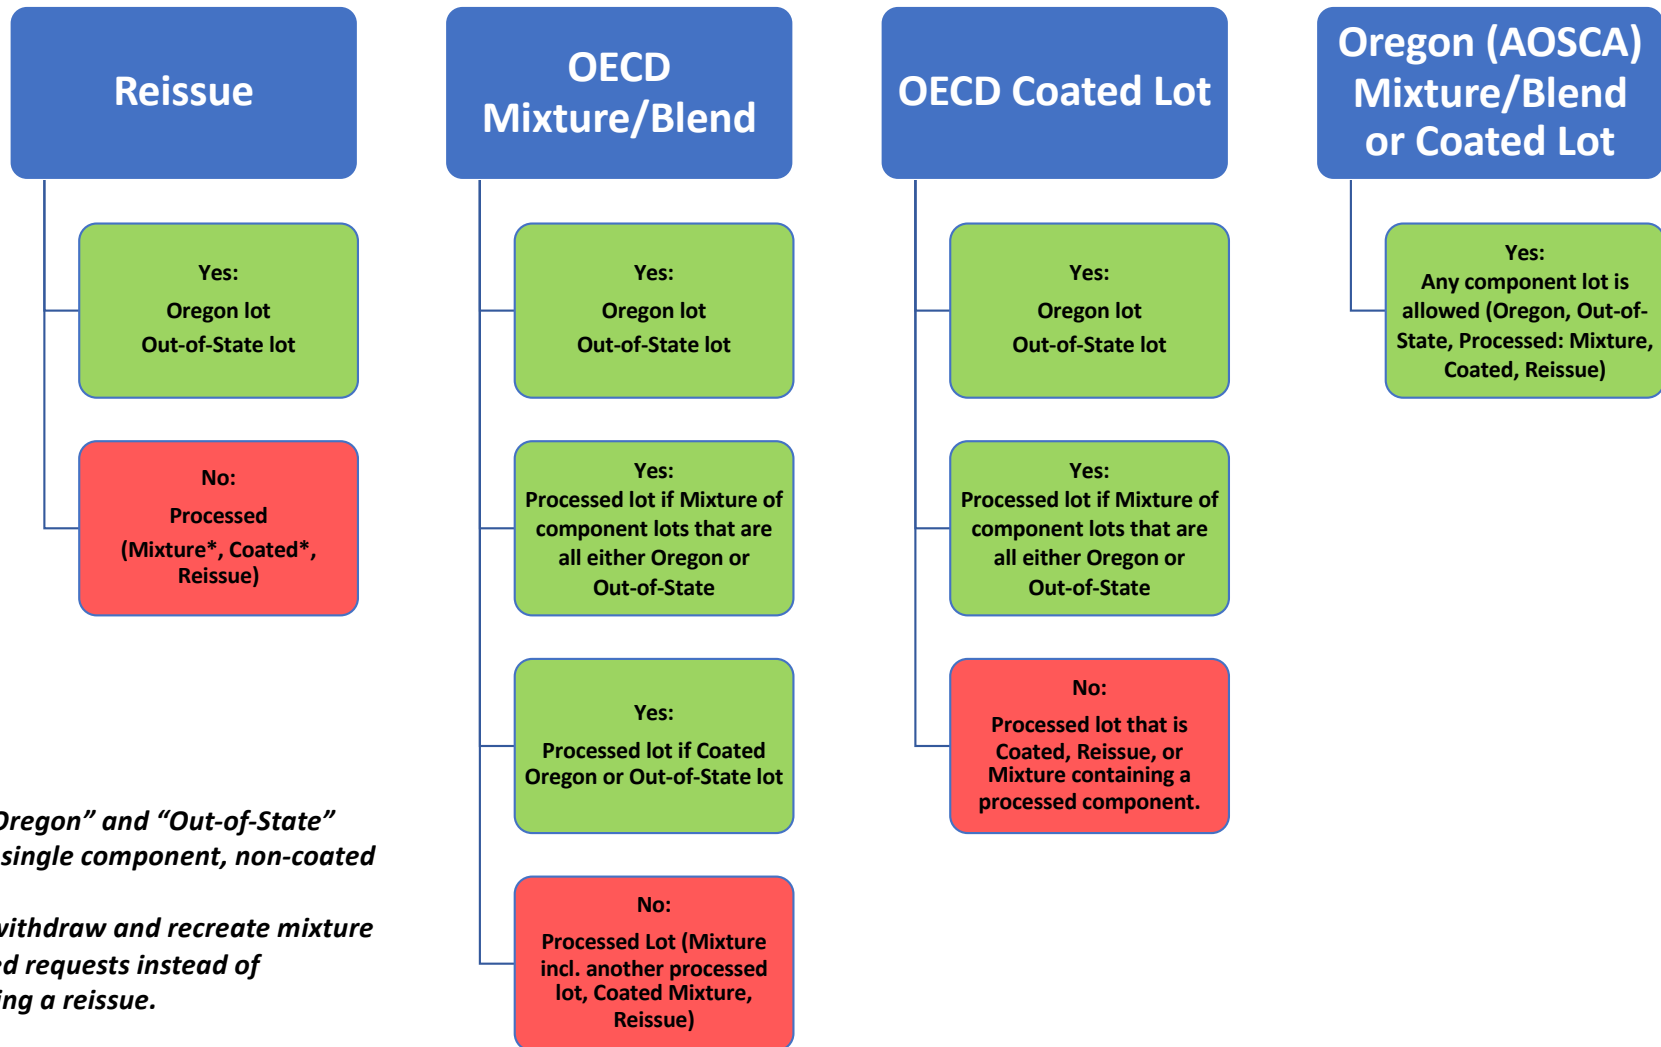 Reissue
Yes:
Oregon lot
Out-of-State lot
No:
Processed
(Mixture*, Coated*,
Reissue)
OECD
Mixture/Blend
Yes:
Oregon lot
Out-of-State lot
Yes:
Processed lot if Mixture of
component lots that are
all either Oregon or
Out-of-State
Yes:
Processed lot if Coated
Oregon or Out-of-State lot
No:
Processed Lot (Mixture
incl. another processed
lot, Coated Mixture,
Reissue)
OECD Coated Lot
Yes:
Oregon lot
Out-of-State lot
Yes:
Processed lot if Mixture of
component lots that are
all either Oregon or
Out-of-State
No:
Processed lot that is
Coated, Reissue, or
Mixture containing a
processed component.
Oregon (AOSCA)
Mixture/Blend
or Coated Lot
Yes:
Any component lot is
allowed (Oregon, Out-of-
State, Processed: Mixture,
Coated, Reissue)
Oregon” and “Out-of-State”
single component, non-coated
withdraw and recreate mixture
ed requests instead of
ing a reissue.